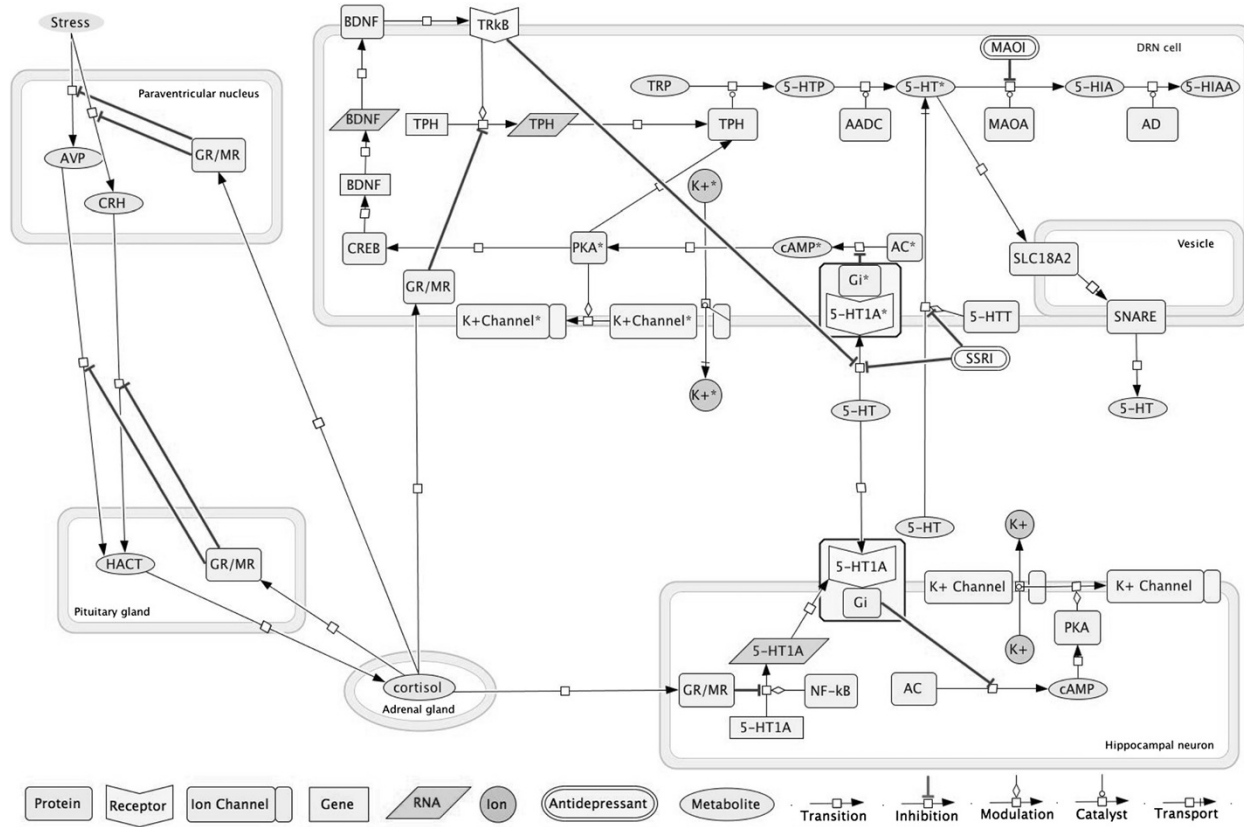 Stress
BDNF
TRkB
MAOI
DRN cell
Paraventricular nucleus
TRP
5-HTP
5-HT*
5-HIA
5-HIAA
BDNF
TPH
TPH
TPH
AADC
MAOA
AD
AVP
GR/MR
BDNF
K+*
CRH
CREB
PKA*
cAMP*
AC*
Vesicle
SLC18A2
GR/MR
Gi*
K+Channel*
K+Channel*
5-HT1A*
5-HTT
SNARE
SSRI
K+*
5-HT
5-HT
5-HT
K+
HACT
GR/MR
5-HT1A
K+ Channel
K+ Channel
Gi
Pituitary gland
PKA
5-HT1A
K+
cortisol
GR/MR
NF-kB
AC
cAMP
Adrenal gland
5-HT1A
Hippocampal neuron
Protein
Receptor
Ion Channel
Gene
RNA
Ion
Antidepressant
Metabolite
Transition
Inhibition
Modulation
Catalyst
Transport